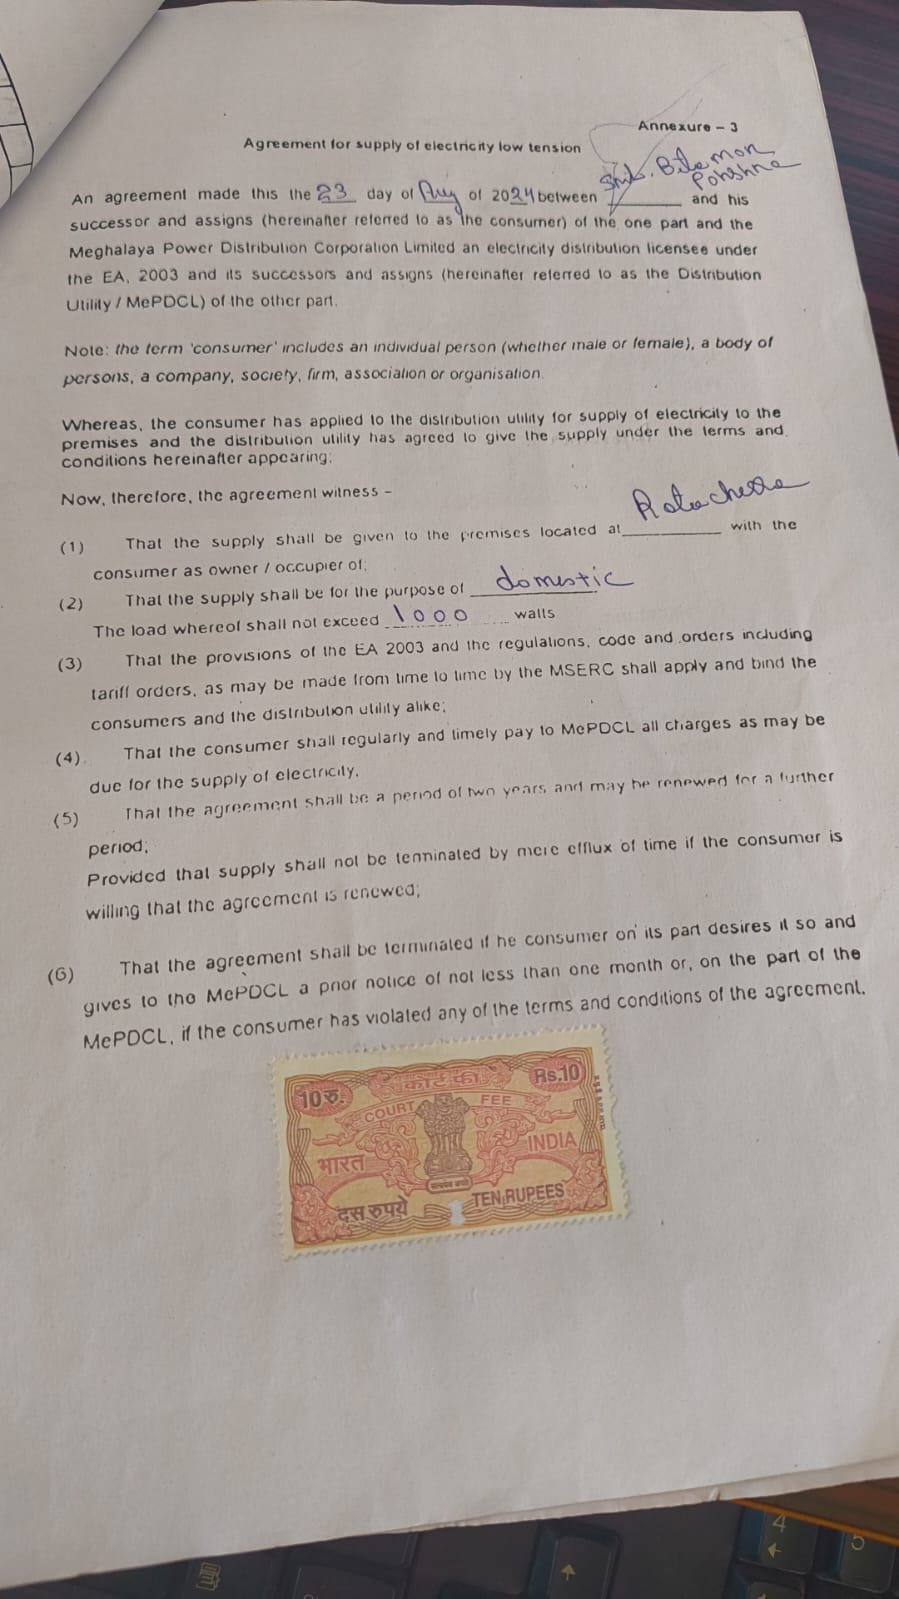 Annexure - 3
Agreement for supply of electricity low tension
An agreement made this the 23 day of Aug of 2024 between Smt. Bilamon Pohshna and his
successor and assigns (hereinafter referred to as the consumer) of the one part and the
Meghalaya Power Distribution Corporation Limited an electricity distribution licensee under
the EA, 2003 and its successors and assigns (hereinafter referred to as the Distribution
Utility / MePDCL) of the other part.
Note: the term 'consumer' includes an individual person (whether male or female), a body of
persons, a company, society, firm, association or organisation.
Whereas, the consumer has applied to the distribution utility for supply of electricity to the
premises and the distribution utility has agreed to give the supply under the terms and
conditions hereinafter appearing:
Now, therefore, the agreement witness -
(1) That the supply shall be given to the premises located at Ratacherra with the
consumer as owner / occupier of;
(2) That the supply shall be for the purpose of domestic
The load whereof shall not exceed 1000 watts
(3) That the provisions of the EA 2003 and the regulations, code and orders including
tariff orders, as may be made from time to time by the MSERC shall apply and bind the
consumers and the distribution utility alike;
(4) That the consumer shall regularly and timely pay to MePDCL all charges as may be
due for the supply of electricity.
(5) That the agreement shall be a period of two years and may be renewed for a further
period;
Provided that supply shall not be terminated by mere efflux of time if the consumer is
willing that the agreement is renewed;
(6) That the agreement shall be terminated if he consumer on its part desires it so and
gives to the MePDCL a prior notice of not less than one month or, on the part of the
MePDCL, if the consumer has violated any of the terms and conditions of the agreement.
10 रु. कोर्ट फी Rs.10
COURT FEE
भारत INDIA
दस रुपये TEN RUPEES
4
5